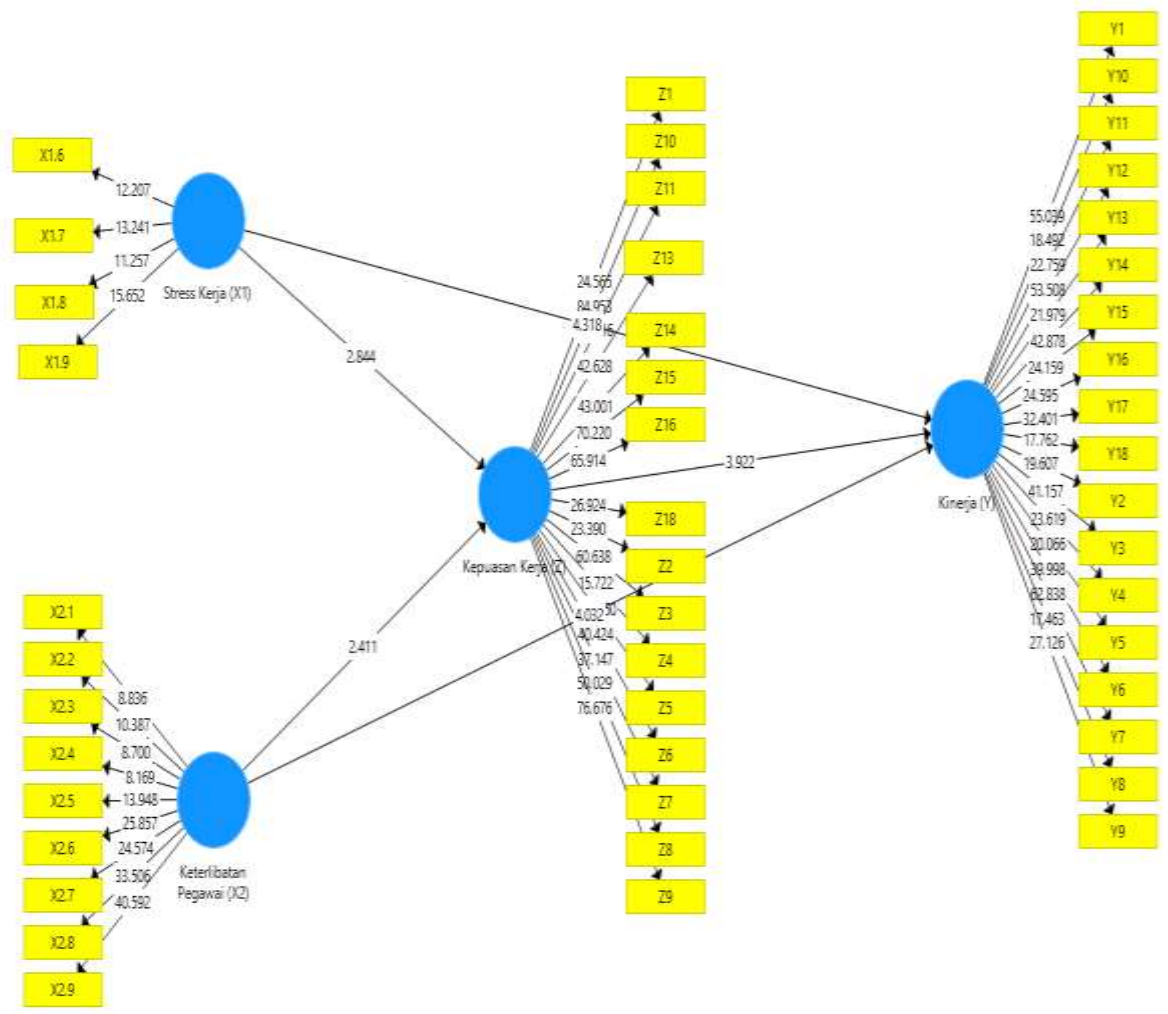 X1.6
X1.7
X1.8
X1.9
12.207
13.241
11.257
15.652
Stress Kerja (X1)
2.844
X2.1
X2.2
X2.3
X2.4
X2.5
X2.6
X2.7
X2.8
X2.9
8.836
10.387
8.700
8.169
13.948
25.857
24.574
33.506
40.592
Keterlibatan
Pegawai (X2)
2.411
Z1
Z10
Z11
Z13
Z14
Z15
Z16
Z18
Z2
Z3
Z4
Z5
Z6
Z7
Z8
Z9
24.565
84.953
4.318
42.628
43.001
70.220
65.914
26.924
23.390
60.638
15.722
4.032
40.424
37.147
50.029
76.676
Kepuasan Kerja (Z)
3.922
Y1
Y10
Y11
Y12
Y13
Y14
Y15
Y16
Y17
Y18
Y2
Y3
Y4
Y5
Y6
Y7
Y8
Y9
55.039
18.492
22.759
53.508
21.979
42.878
24.159
24.595
32.401
17.762
19.607
41.157
23.619
62.838
17.463
27.126
Kinerja (Y)